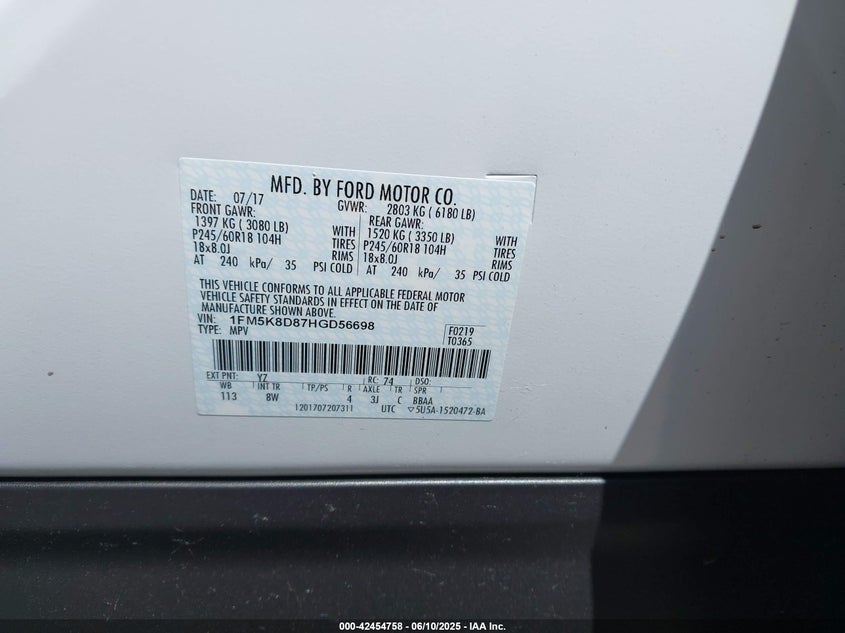 MFD. BY FORD MOTOR CO.
DATE: 07/17 GVWR: 2803 KG ( 6180 LB)
FRONT GAWR: REAR GAWR:
1397 KG ( 3080 LB) WITH 1520 KG ( 3350 LB) WITH
P245/60R18 104H TIRES P245/60R18 104H TIRES
18x8.0J RIMS 18x8.0J RIMS
AT 240 kPa/ 35 PSI COLD AT 240 kPa/ 35 PSI COLD
THIS VEHICLE CONFORMS TO ALL APPLICABLE FEDERAL MOTOR
VEHICLE SAFETY STANDARDS IN EFFECT ON THE DATE OF
MANUFACTURE SHOWN ABOVE.
VIN: 1FM5K8D87HGD56698 F0219
TYPE: MPV T0365
EXT PNT: Y7 RC: 74 DSO:
WB INT TR TP/PS R AXLE TR SPR
113 8W 4 3J C BBAA
1201707207311 UTC ▽5U5A-1520472-BA
000-42454758 - 06/10/2025 - IAA Inc.